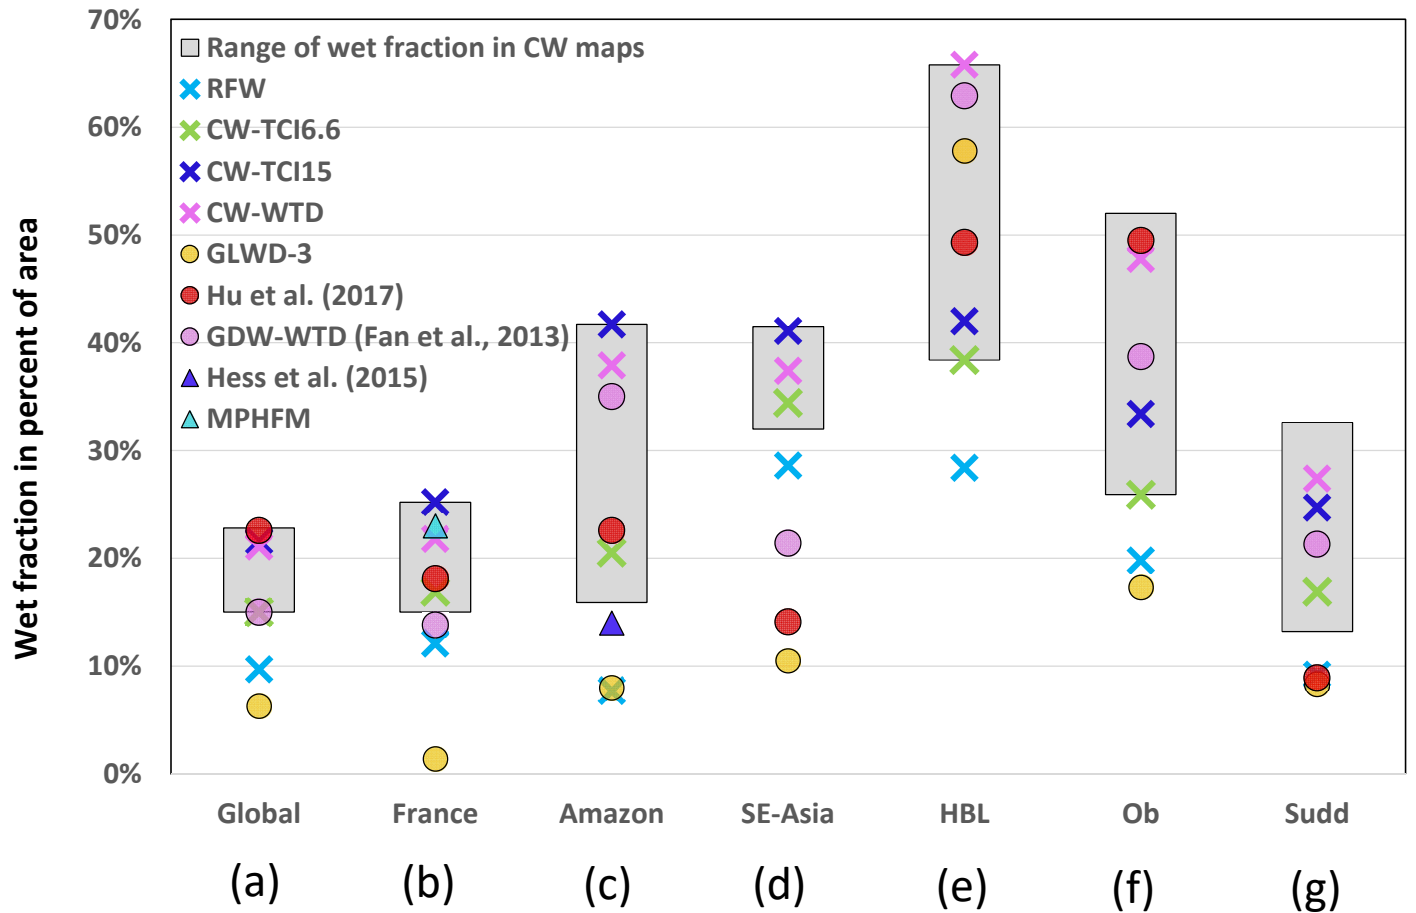 70%
60%
50%
40%
30%
20%
10%
0%
Wet fraction in percent of area
Range of wet fraction in CW maps
RFW
CW-TCI6.6
CW-TCI15
CW-WTD
GLWD-3
Hu et al. (2017)
GDW-WTD (Fan et al., 2013)
Hess et al. (2015)
MPHFM
Global France Amazon SE-Asia HBL Ob Sudd
(a) (b) (c) (d) (e) (f) (g)